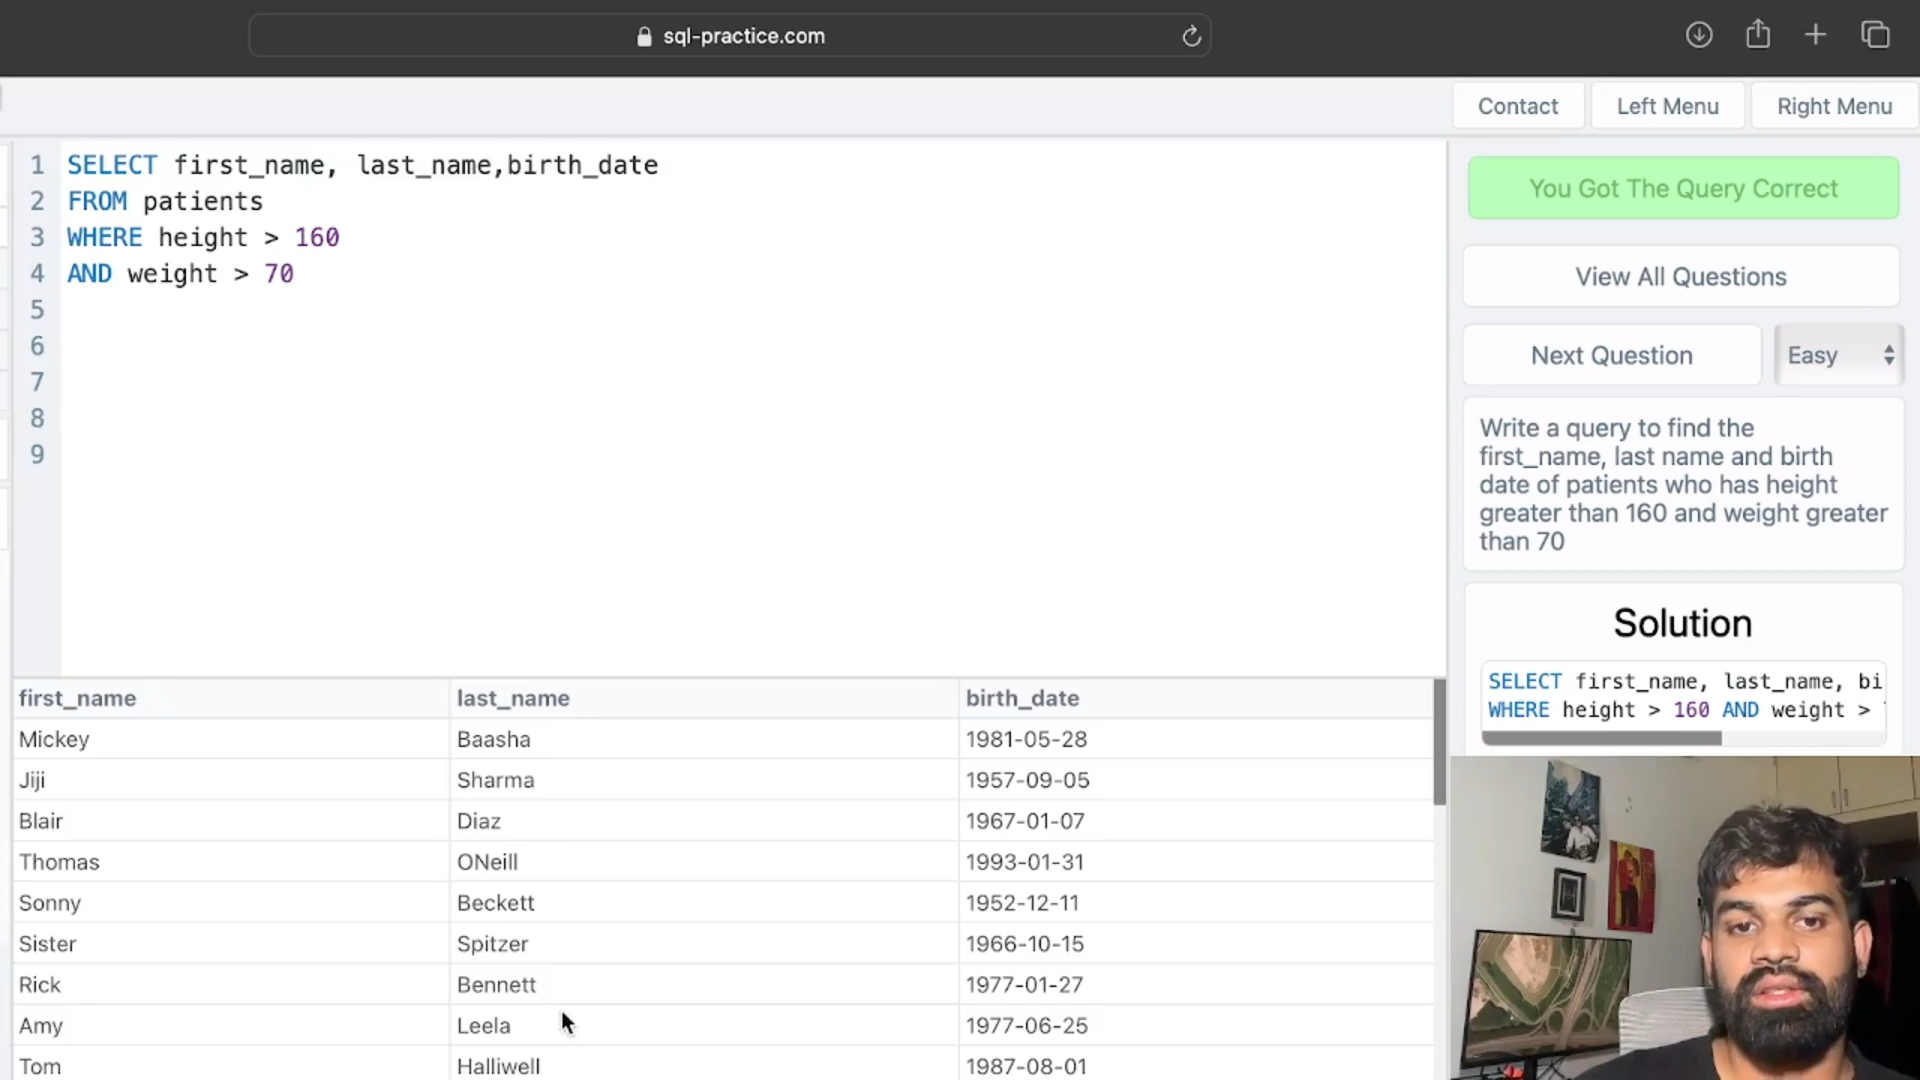 sql-practice.com
Contact
Left Menu
Right Menu
1 SELECT first_name, last_name,birth_date
2 FROM patients
3 WHERE height > 160
4 AND weight > 70
5
6
7
8
9
You Got The Query Correct
View All Questions
Next Question
Easy
Write a query to find the
first_name, last name and birth
date of patients who has height
greater than 160 and weight greater
than 70
Solution
SELECT first_name, last_name, bi
WHERE height > 160 AND weight >
first_name last_name birth_date
Mickey Baasha 1981-05-28
Jiji Sharma 1957-09-05
Blair Diaz 1967-01-07
Thomas ONeill 1993-01-31
Sonny Beckett 1952-12-11
Sister Spitzer 1966-10-15
Rick Bennett 1977-01-27
Amy Leela 1977-06-25
Tom Halliwell 1987-08-01